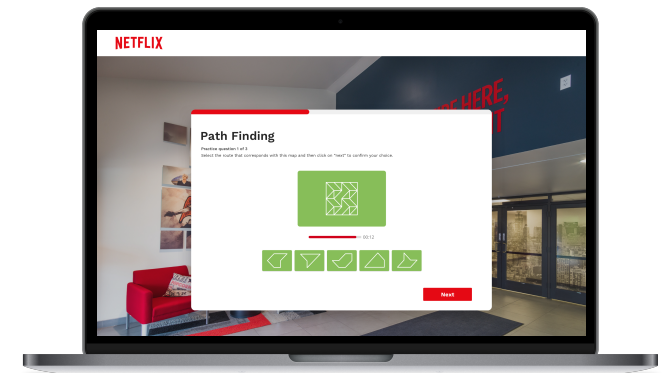 NETFLIX
HERE,
Path Finding
Practice question 1 of 3
Select the route that corresponds with this map and then click on "next" to confirm your choice.
00:12
Next